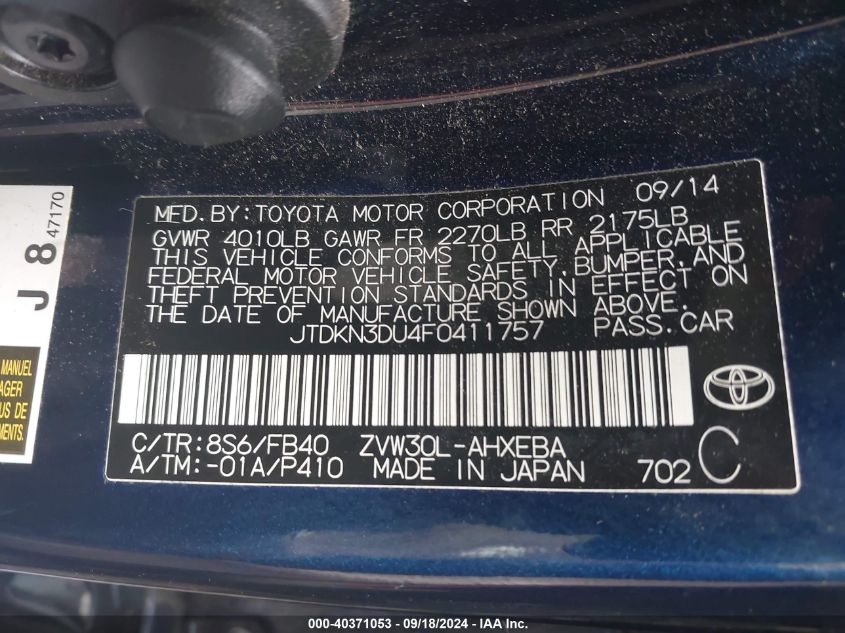 MFD. BY: TOYOTA MOTOR CORPORATION 09/14
GVWR 4010LB GAWR FR 2270LB RR 2175LB
THIS VEHICLE CONFORMS TO ALL APPLICABLE
FEDERAL MOTOR VEHICLE SAFETY, BUMPER, AND
THEFT PREVENTION STANDARDS IN EFFECT ON
THE DATE OF MANUFACTURE SHOWN ABOVE.
JTDKN3DU4F0411757 PASS. CAR
C/TR: 8S6/FB40 ZVW30L-AHXEBA
A/TM: -01A/P410 MADE IN JAPAN 702 C
J 8 47170
MANUEL
AGER
US DE
EMENTS.
000-40371053 - 09/18/2024 - IAA Inc.